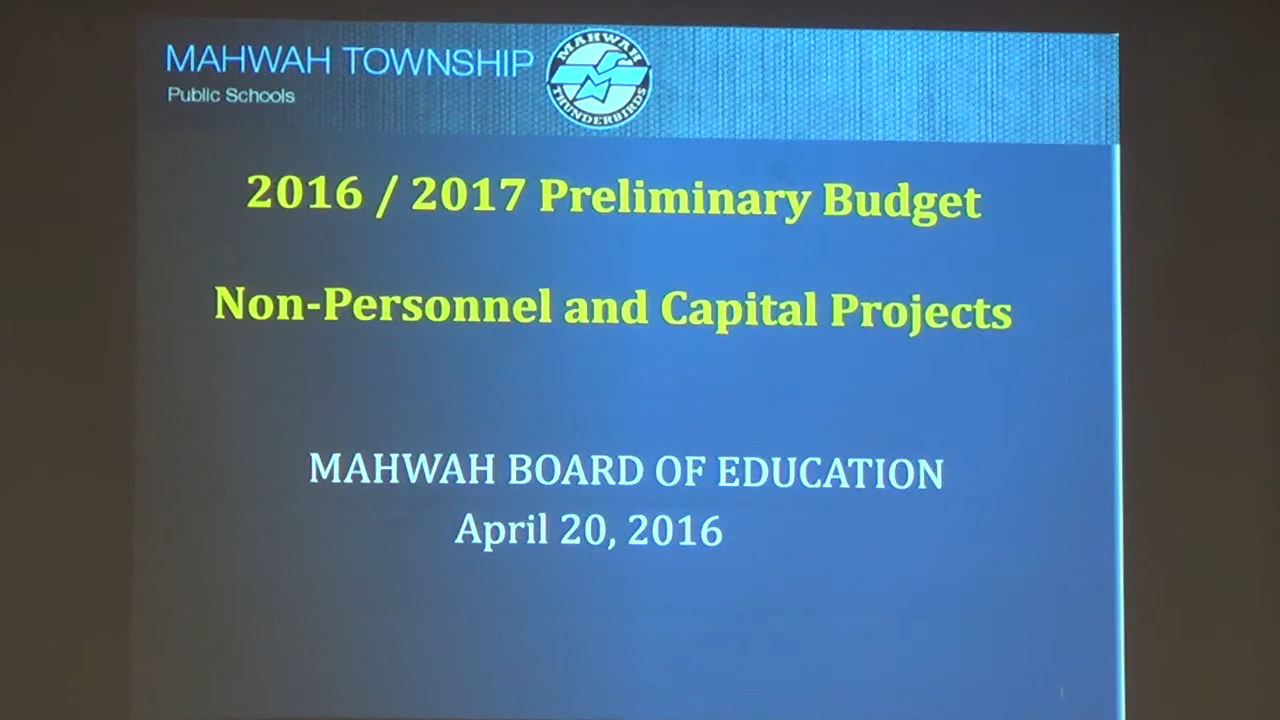 MAHWAH TOWNSHIP
Public Schools
MAHWAH
THUNDERBIRDS
2016 / 2017 Preliminary Budget
Non-Personnel and Capital Projects
MAHWAH BOARD OF EDUCATION
April 20, 2016